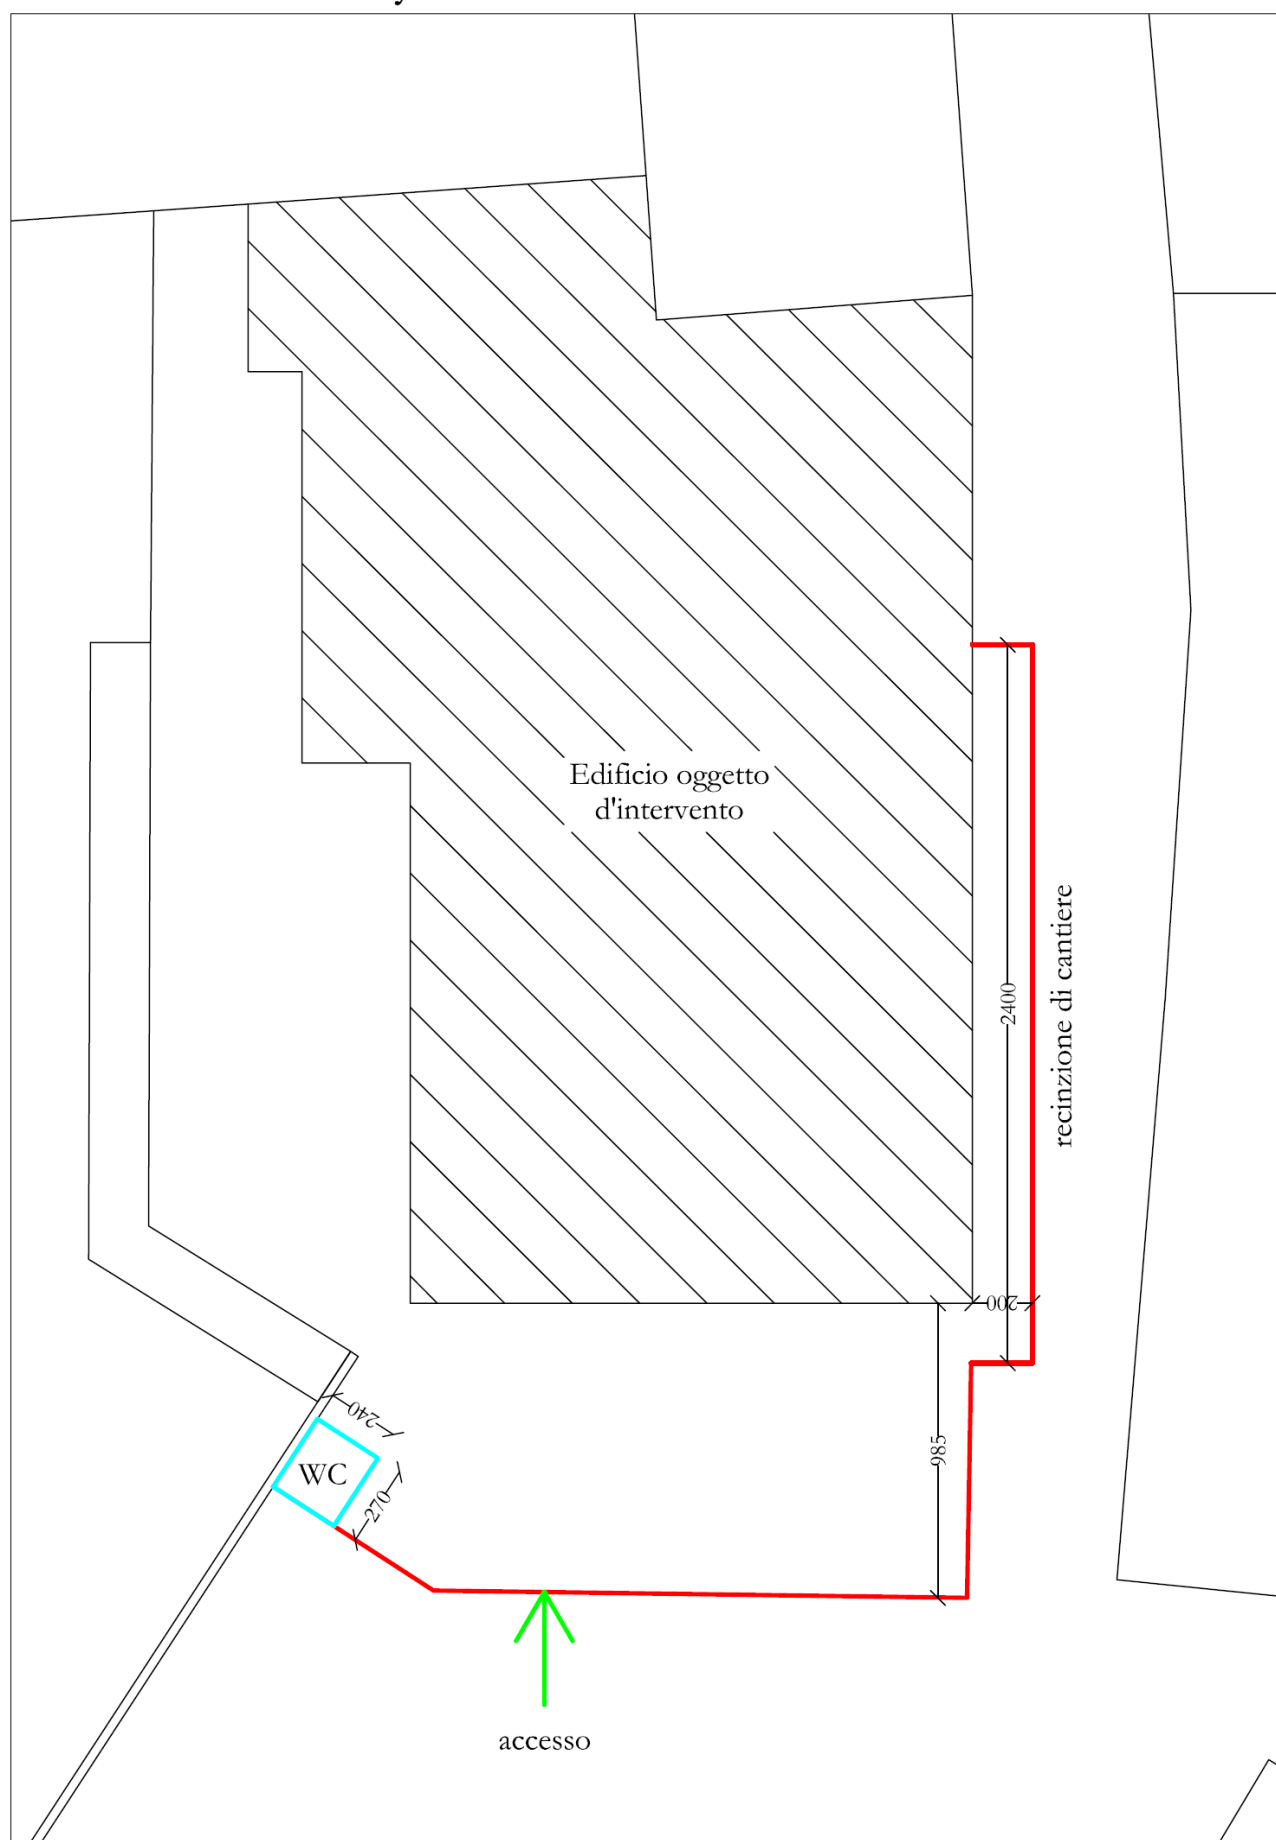 Edificio oggetto
d'intervento
2400
recinzione di cantiere
200
985
240
WC
270
accesso